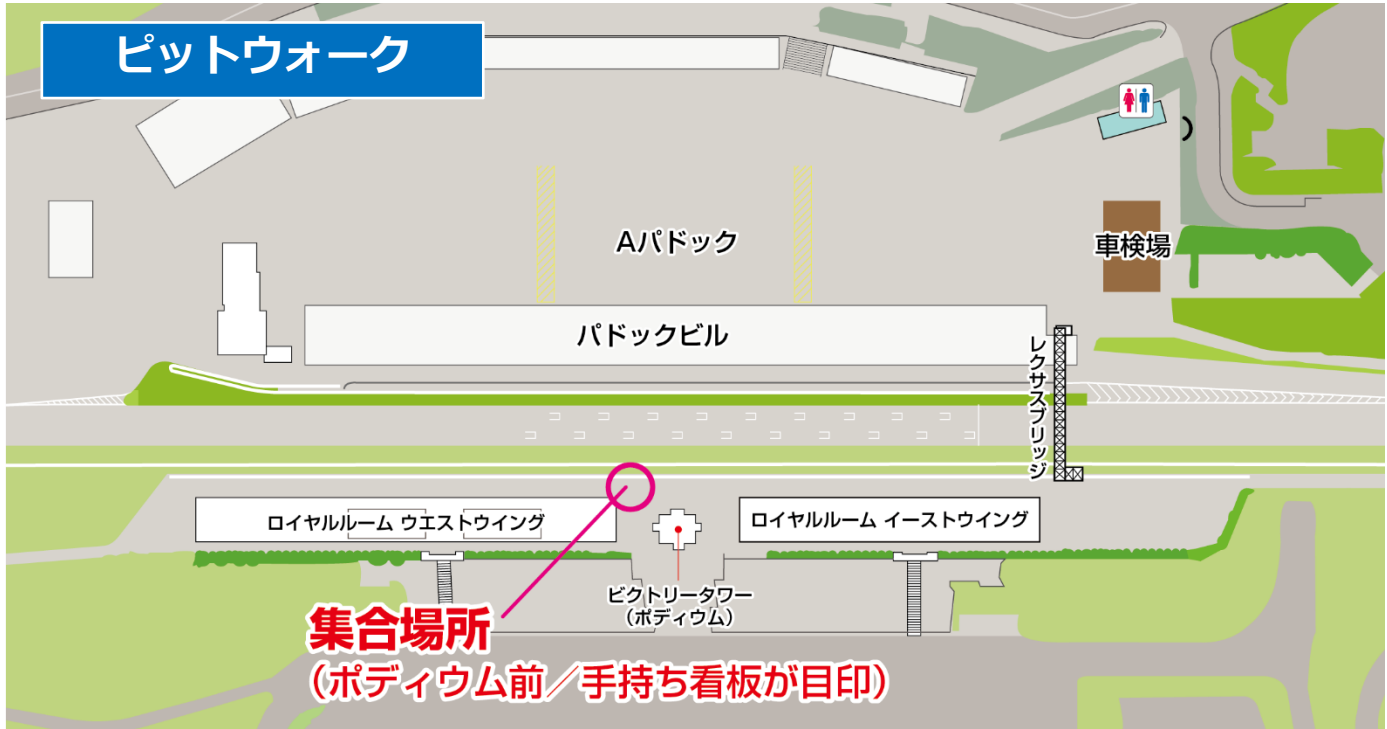 ピットウォーク
Aパドック
車検場
パドックビル
レクサスブリッジ
ロイヤルルーム ウエストウイング
ロイヤルルーム イーストウイング
ビクトリータワー
（ポディウム）
集合場所
（ポディウム前／手持ち看板が目印）